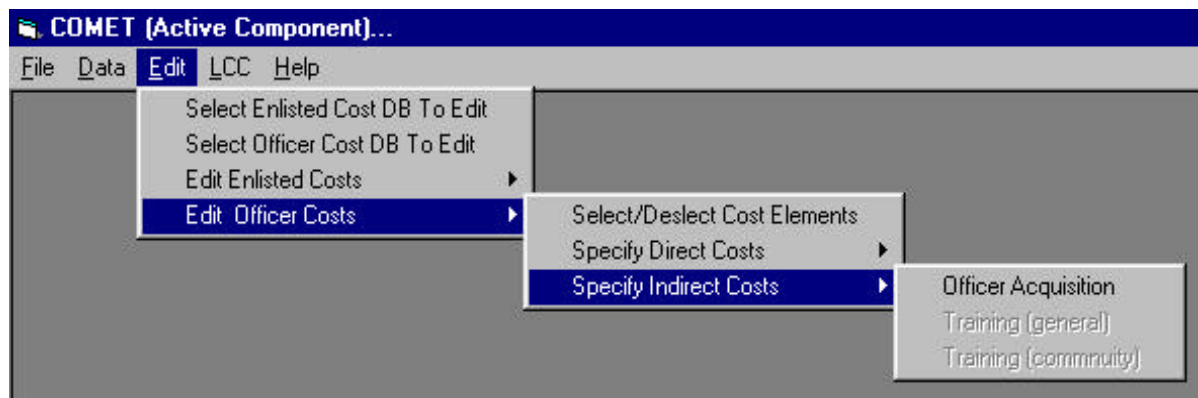 COMET (Active Component)...
File Data Edit LCC Help
Select Enlisted Cost DB To Edit
Select Officer Cost DB To Edit
Edit Enlisted Costs
Edit Officer Costs
Select/Deslect Cost Elements
Specify Direct Costs
Specify Indirect Costs
Officer Acquisition
Training (general)
Training (commnuity)